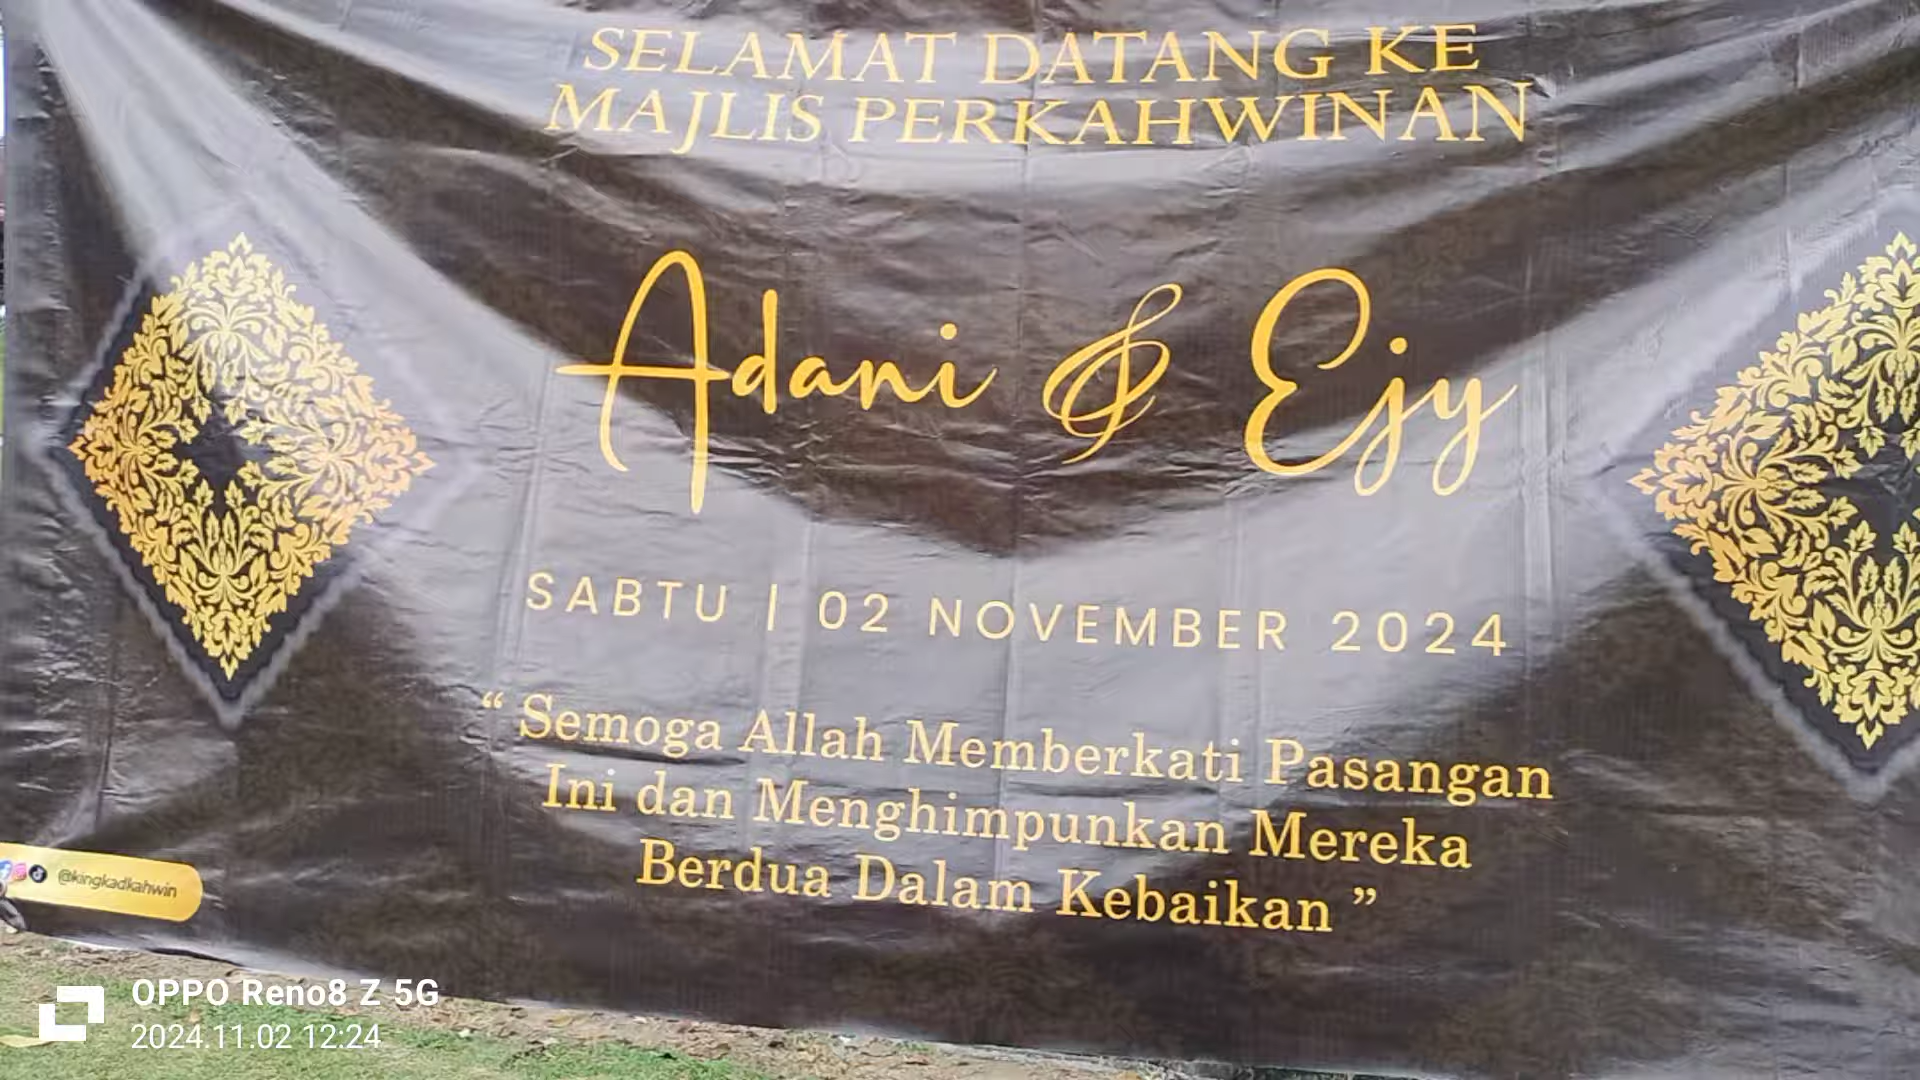 SELAMAT DATANG KE
MAJLIS PERKAHWINAN
Adani & Ejy
SABTU | 02 NOVEMBER 2024
“ Semoga Allah Memberkati Pasangan
Ini dan Menghimpunkan Mereka
Berdua Dalam Kebaikan ”
@kingkadkahwin
OPPO Reno8 Z 5G
2024.11.02 12:24